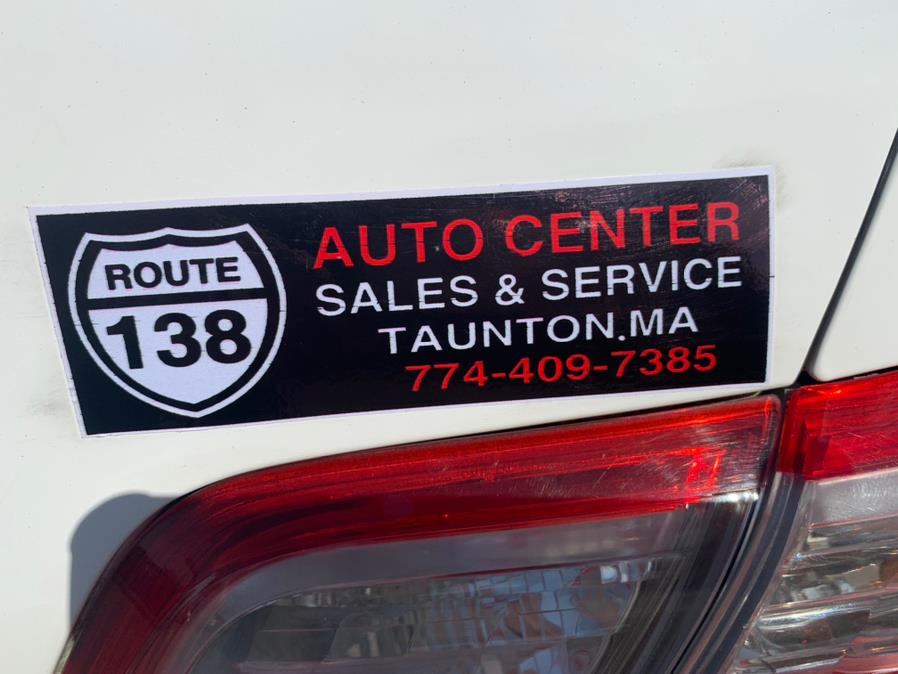 ROUTE
138
AUTO CENTER
SALES & SERVICE
TAUNTON.MA
774-409-7385